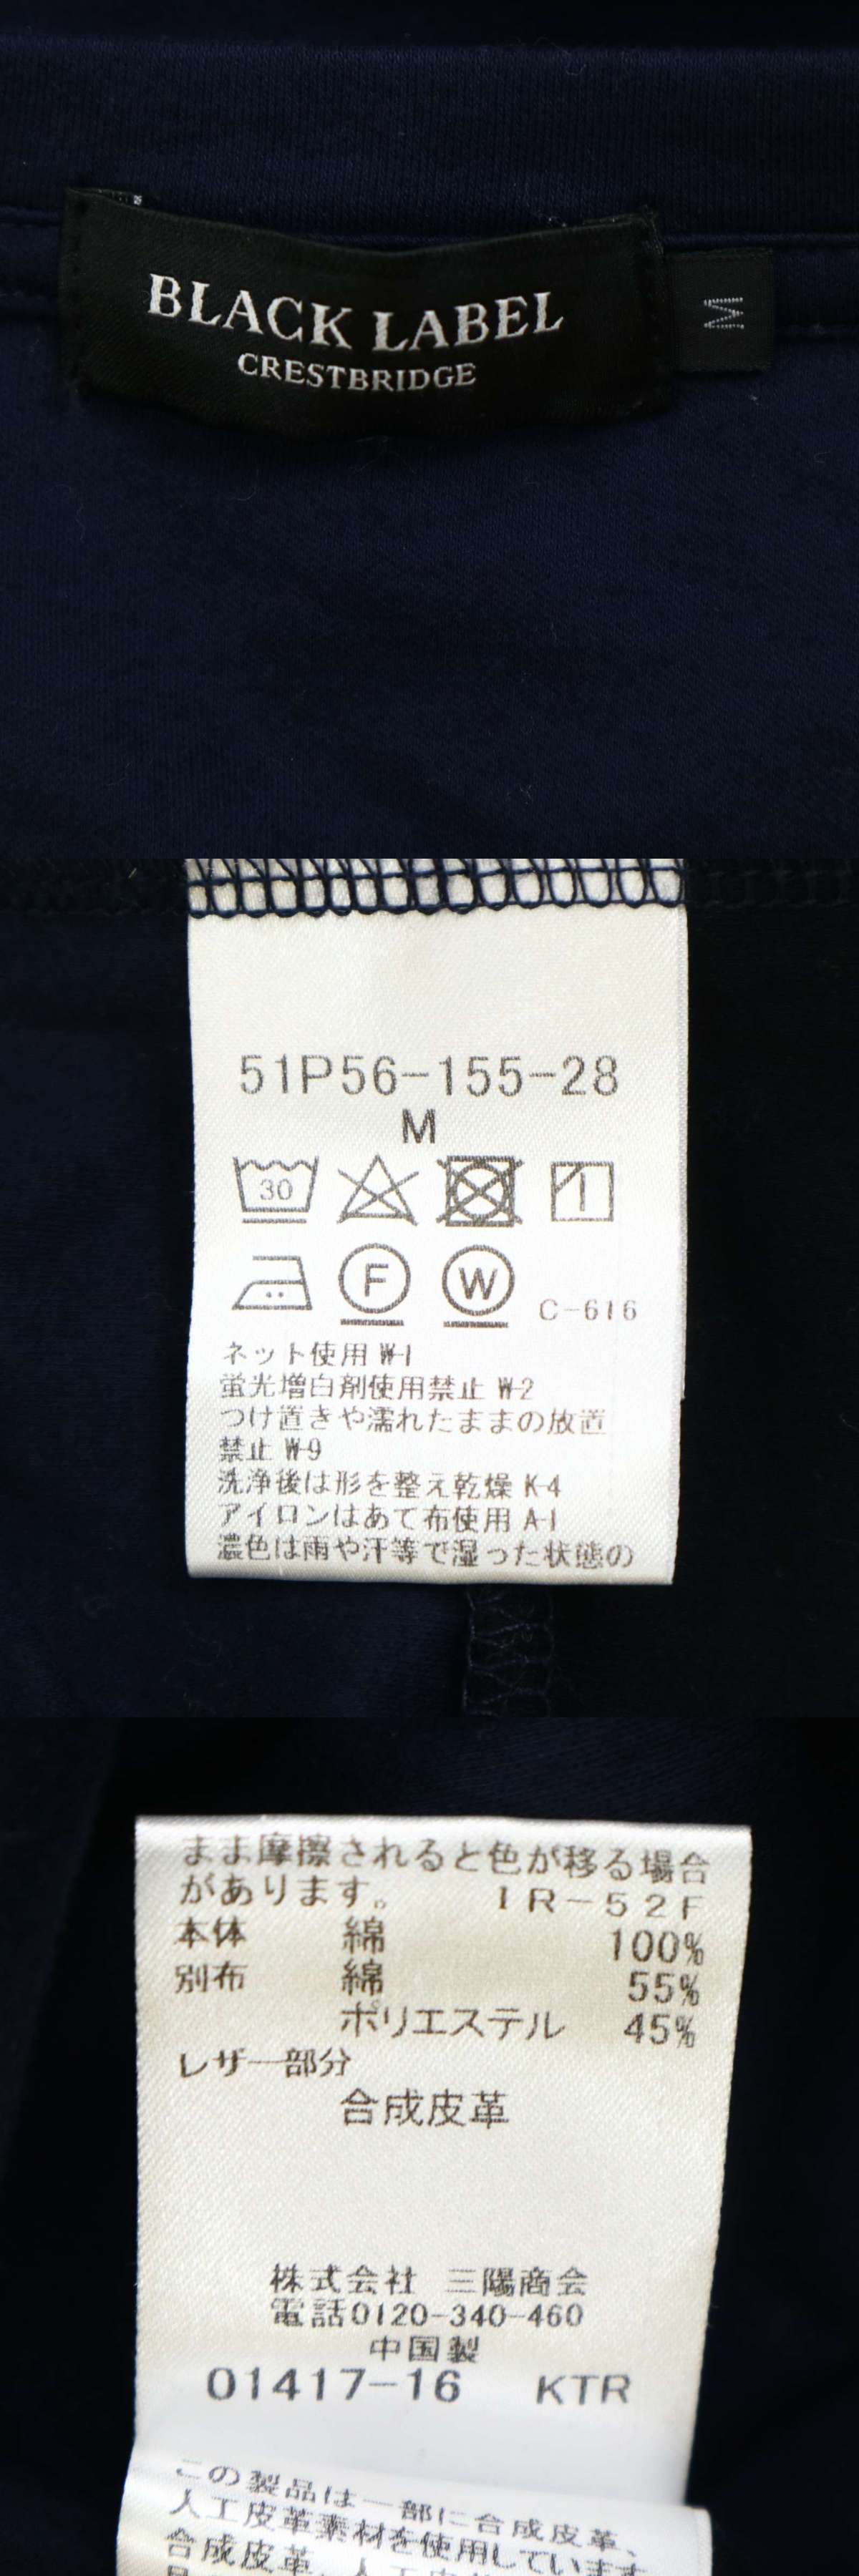 BLACK LABEL
CRESTBRIDGE
M
51P56-155-28
M
30
F W C-616
ネット使用 W-1
蛍光増白剤使用禁止 W-2
つけ置きや濡れたままの放置
禁止 W-9
洗浄後は形を整え乾燥 K-4
アイロンはあて布使用 A-1
濃色は雨や汗等で湿った状態の
まま摩擦されると色が移る場合
があります。 IR-52F
本体 綿 100%
別布 綿 55%
ポリエステル 45%
レザー部分
合成皮革
株式会社 三陽商会
電話0120-340-460
中国製
01417-16 KTR
この製品は一部に合成皮革、
人工皮革素材を使用しています
合成皮革、